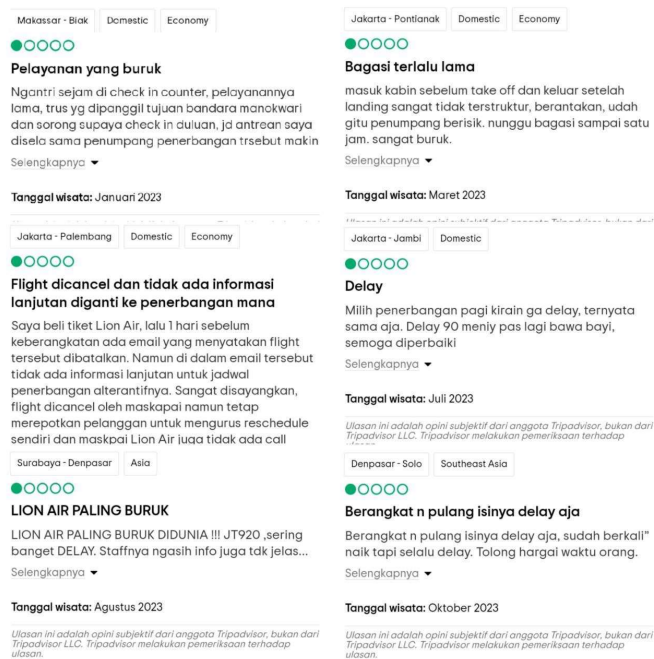 Makassar - Biak Domestic Economy
Pelayanan yang buruk
Ngantri sejam di check in counter, pelayanannya
lama, trus yg dipanggil tujuan bandara manokwari
dan sorong supaya check in duluan, jd antrean saya
disela sama penumpang penerbangan trsebut makin
Selengkapnya
Tanggal wisata: Januari 2023
Jakarta - Palembang Domestic Economy
Flight dicancel dan tidak ada informasi
lanjutan diganti ke penerbangan mana
Saya beli tiket Lion Air, lalu 1 hari sebelum
keberangkatan ada email yang menyatakan flight
tersebut dibatalkan. Namun di dalam email tersebut
tidak ada informasi lanjutan untuk jadwal
penerbangan alterantifnya. Sangat disayangkan,
flight dicancel oleh maskapai namun tetap
merepotkan pelanggan untuk mengurus reschedule
sendiri dan maskpai Lion Air juga tidak ada call
Surabaya - Denpasar Asia
LION AIR PALING BURUK
LION AIR PALING BURUK DIDUNIA !!! JT920 ,sering
banget DELAY. Staffnya ngasih info juga tdk jelas...
Selengkapnya
Tanggal wisata: Agustus 2023
Ulasan ini adalah opini subjektif dari anggota Tripadvisor, bukan dari
Tripadvisor LLC. Tripadvisor melakukan pemeriksaan terhadap
ulasan.
Jakarta - Pontianak Domestic Economy
Bagasi terlalu lama
masuk kabin sebelum take off dan keluar setelah
landing sangat tidak terstruktur, berantakan, udah
gitu penumpang berisik. nunggu bagasi sampai satu
jam. sangat buruk.
Selengkapnya
Tanggal wisata: Maret 2023
Ulasan ini adalah opini subjektif dari anggota Tripadvisor, bukan dari
Jakarta - Jambi Domestic
Delay
Milih penerbangan pagi kirain ga delay, ternyata
sama aja. Delay 90 meniy pas lagi bawa bayi,
semoga diperbaiki
Selengkapnya
Tanggal wisata: Juli 2023
Ulasan ini adalah opini subjektif dari anggota Tripadvisor, bukan dari
Tripadvisor LLC. Tripadvisor melakukan pemeriksaan terhadap
Denpasar - Solo Southeast Asia
Berangkat n pulang isinya delay aja
Berangkat n pulang isinya delay aja, sudah berkali"
naik tapi selalu delay. Tolong hargai waktu orang.
Selengkapnya
Tanggal wisata: Oktober 2023
Ulasan ini adalah opini subjektif dari anggota Tripadvisor, bukan dari
Tripadvisor LLC. Tripadvisor melakukan pemeriksaan terhadap
ulasan.